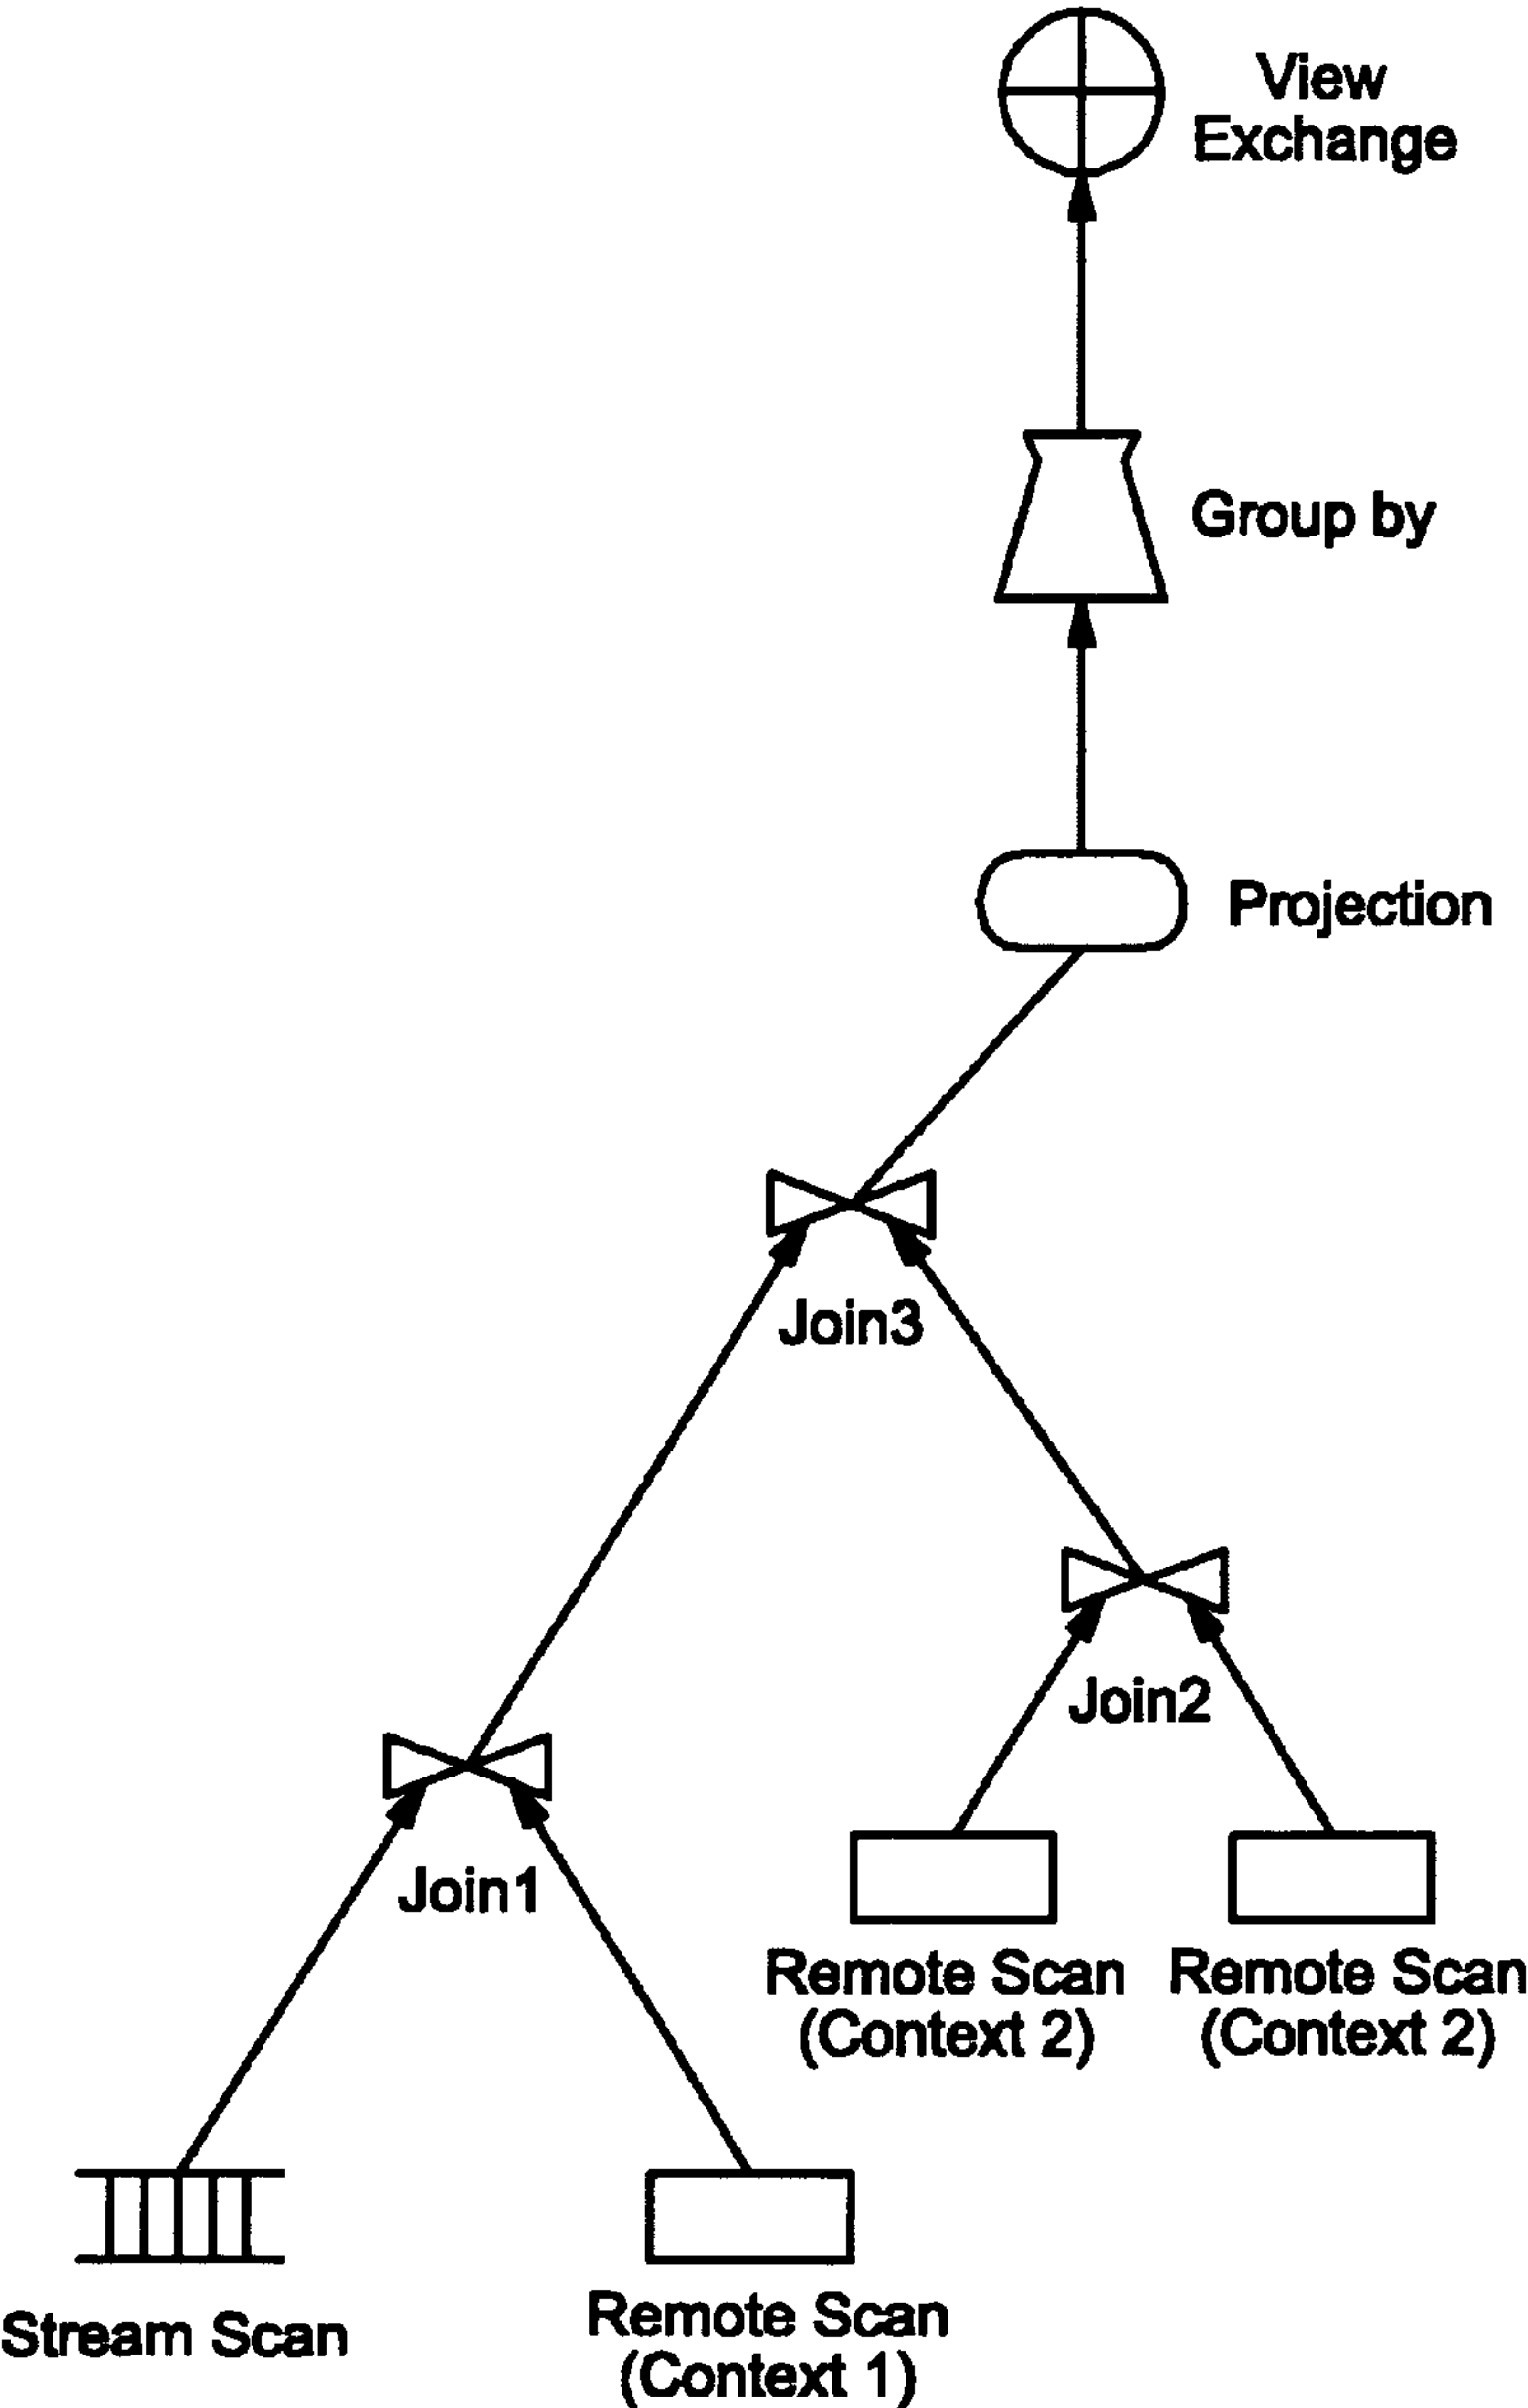 View
Exchange
Group by
Projection
Join3
Join2
Join1
Remote Scan
(Context 2)
Remote Scan
(Context 2)
Stream Scan
Remote Scan
(Context 1)